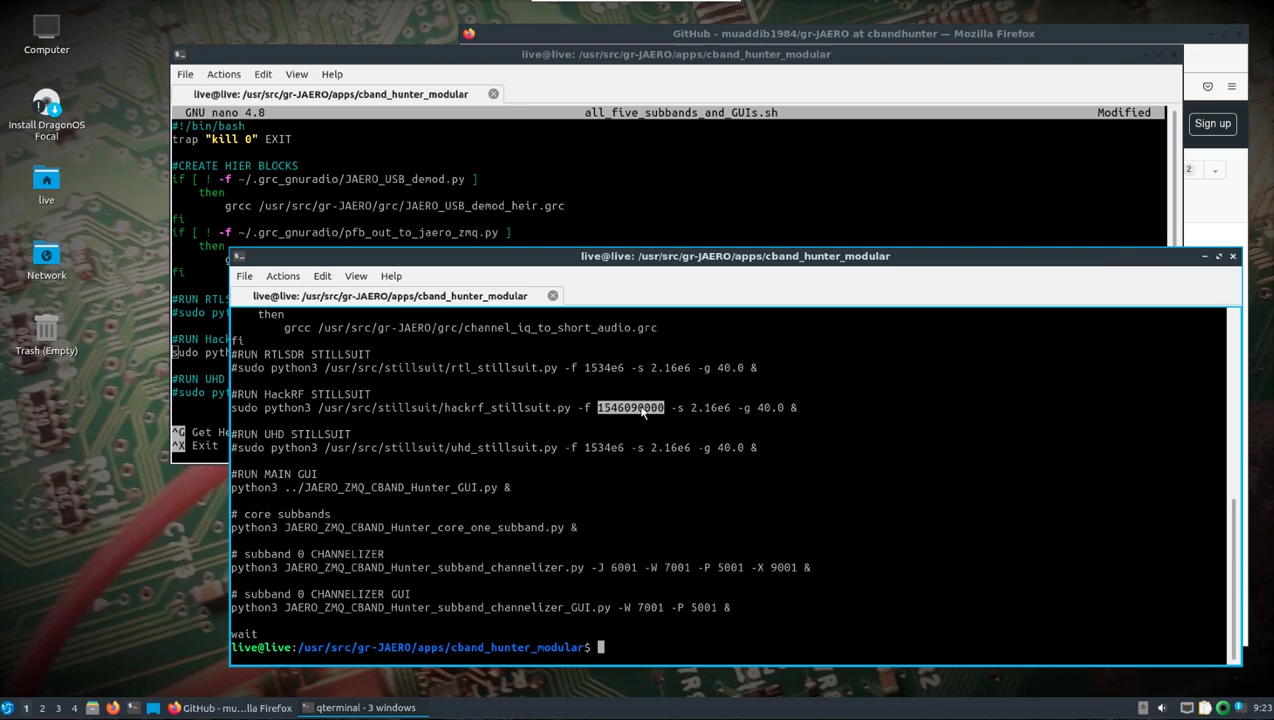 Computer
Install DragonOS
Focal
live
Network
Trash (Empty)
GitHub - muaddib1984/gr-JAERO at cbandhunter — Mozilla Firefox
Sign up
2
live@live: /usr/src/gr-JAERO/apps/cband_hunter_modular
File Actions Edit View Help
live@live: /usr/src/gr-JAERO/apps/cband_hunter_modular
GNU nano 4.8 all_five_subbands_and_GUIs.sh Modified
#!/bin/bash
trap "kill 0" EXIT
#CREATE HIER BLOCKS
if [ ! -f ~/.grc_gnuradio/JAERO_USB_demod.py ]
then
grcc /usr/src/gr-JAERO/grc/JAERO_USB_demod_heir.grc
fi
if [ ! -f ~/.grc_gnuradio/pfb_out_to_jaero_zmq.py ]
then
fi
#RUN RTLS
#sudo pyt
#RUN Hack
sudo pyth
#RUN UHD
#sudo pyt
^G Get He
^X Exit
live@live: /usr/src/gr-JAERO/apps/cband_hunter_modular
File Actions Edit View Help
live@live: /usr/src/gr-JAERO/apps/cband_hunter_modular
then
grcc /usr/src/gr-JAERO/grc/channel_iq_to_short_audio.grc
fi
#RUN RTLSDR STILLSUIT
#sudo python3 /usr/src/stillsuit/rtl_stillsuit.py -f 1534e6 -s 2.16e6 -g 40.0 &
#RUN HackRF STILLSUIT
sudo python3 /usr/src/stillsuit/hackrf_stillsuit.py -f 1546090000 -s 2.16e6 -g 40.0 &
#RUN UHD STILLSUIT
#sudo python3 /usr/src/stillsuit/uhd_stillsuit.py -f 1534e6 -s 2.16e6 -g 40.0 &
#RUN MAIN GUI
python3 ../JAERO_ZMQ_CBAND_Hunter_GUI.py &
# core subbands
python3 JAERO_ZMQ_CBAND_Hunter_core_one_subband.py &
# subband 0 CHANNELIZER
python3 JAERO_ZMQ_CBAND_Hunter_subband_channelizer.py -J 6001 -W 7001 -P 5001 -X 9001 &
# subband 0 CHANNELIZER GUI
python3 JAERO_ZMQ_CBAND_Hunter_subband_channelizer_GUI.py -W 7001 -P 5001 &
wait
live@live:/usr/src/gr-JAERO/apps/cband_hunter_modular$
1 2 3 4 GitHub - mu...lla Firefox qterminal - 3 windows 9:23